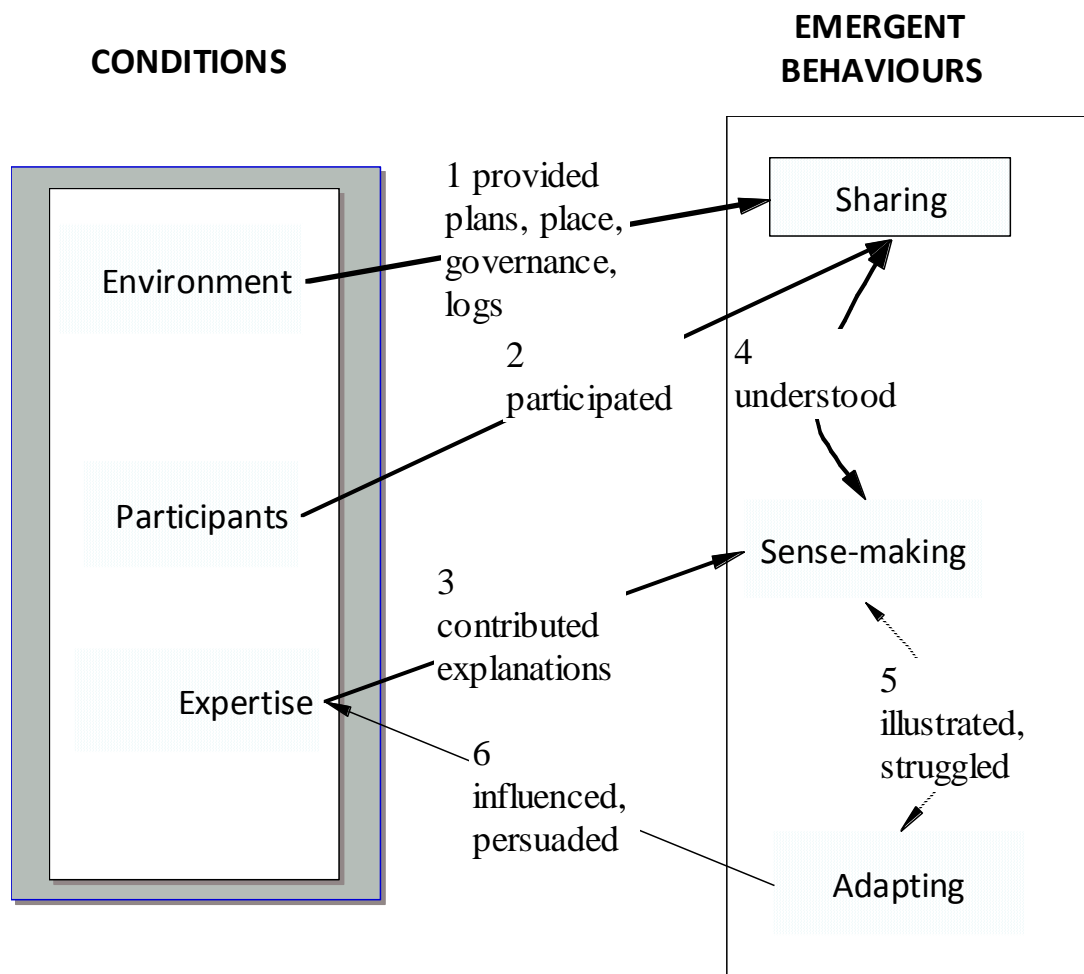 CONDITIONS
EMERGENT
BEHAVIOURS
1 provided
plans, place,
governance,
logs
Sharing
Environment
2
participated
4
understood
Participants
Sense-making
3
contributed
explanations
Expertise
5
illustrated,
struggled
6
influenced,
persuaded
Adapting